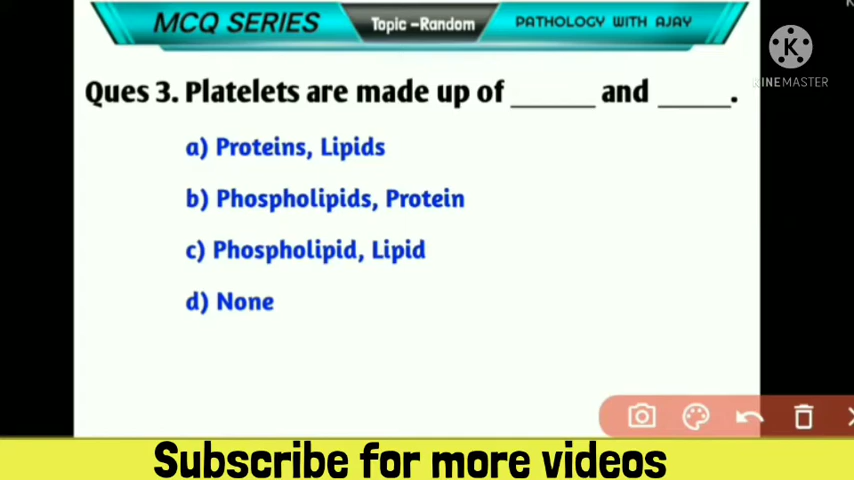 MCQ SERIES
Topic –Random
PATHOLOGY WITH AJAY
K
KINEMASTER
Ques 3. Platelets are made up of ______ and _____.
a) Proteins, Lipids
b) Phospholipids, Protein
c) Phospholipid, Lipid
d) None
Subscribe for more videos